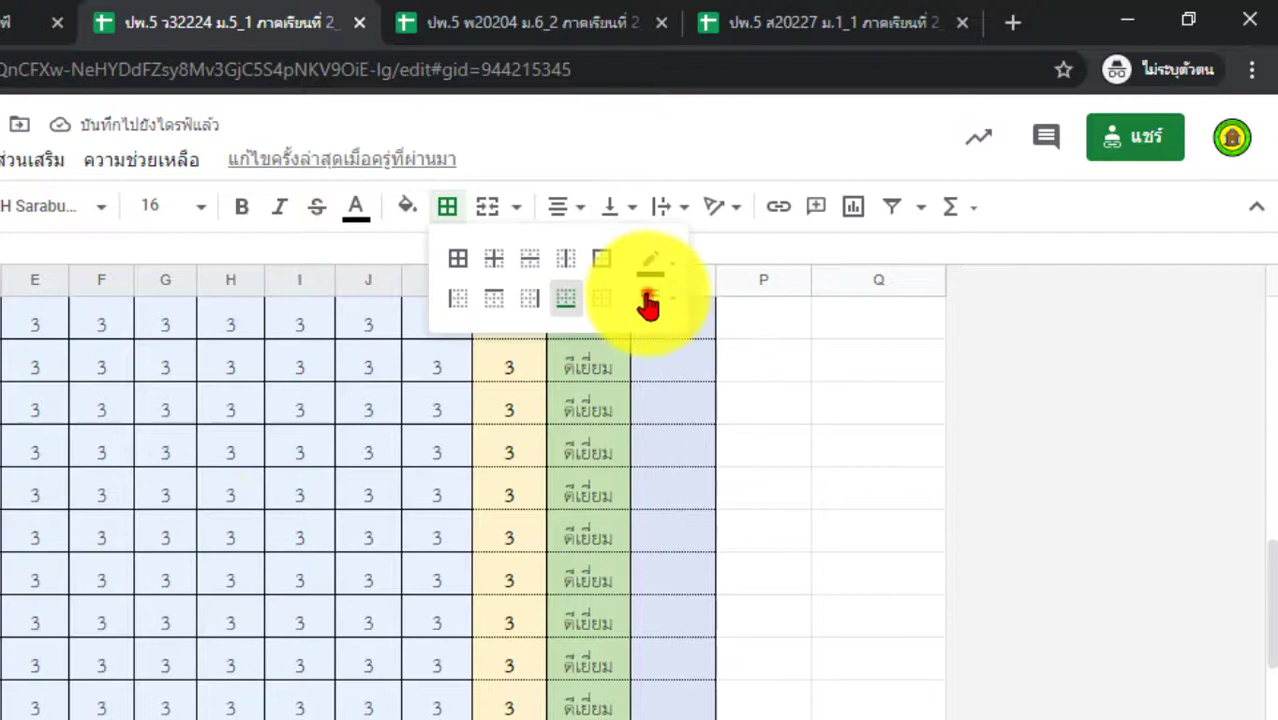 ปพ.5 ว32224 ม.5_1 ภาคเรียนที่ 2_
ปพ.5 พ20204 ม.6_2 ภาคเรียนที่ 2_
ปพ.5 ส20227 ม.1_1 ภาคเรียนที่ 2_
QnCFXw-NeHYDdFZsy8Mv3GjC5S4pNKV9OiE-Ig/edit#gid=944215345
ไม่ระบุตัวตน
บันทึกไปยังไดรฟ์แล้ว
แชร์
ส่วนเสริม ความช่วยเหลือ แก้ไขครั้งล่าสุดเมื่อครู่ที่ผ่านมา
H Sarabu... 16 B I S A Σ
E F G H I J P Q
3 3 3 3 3 3
3 3 3 3 3 3 3 3 ดีเยี่ยม
3 3 3 3 3 3 3 3 ดีเยี่ยม
3 3 3 3 3 3 3 3 ดีเยี่ยม
3 3 3 3 3 3 3 3 ดีเยี่ยม
3 3 3 3 3 3 3 3 ดีเยี่ยม
3 3 3 3 3 3 3 3 ดีเยี่ยม
3 3 3 3 3 3 3 3 ดีเยี่ยม
3 3 3 3 3 3 3 3 ดีเยี่ยม
3 3 3 3 3 3 3 3 ดีเยี่ยม